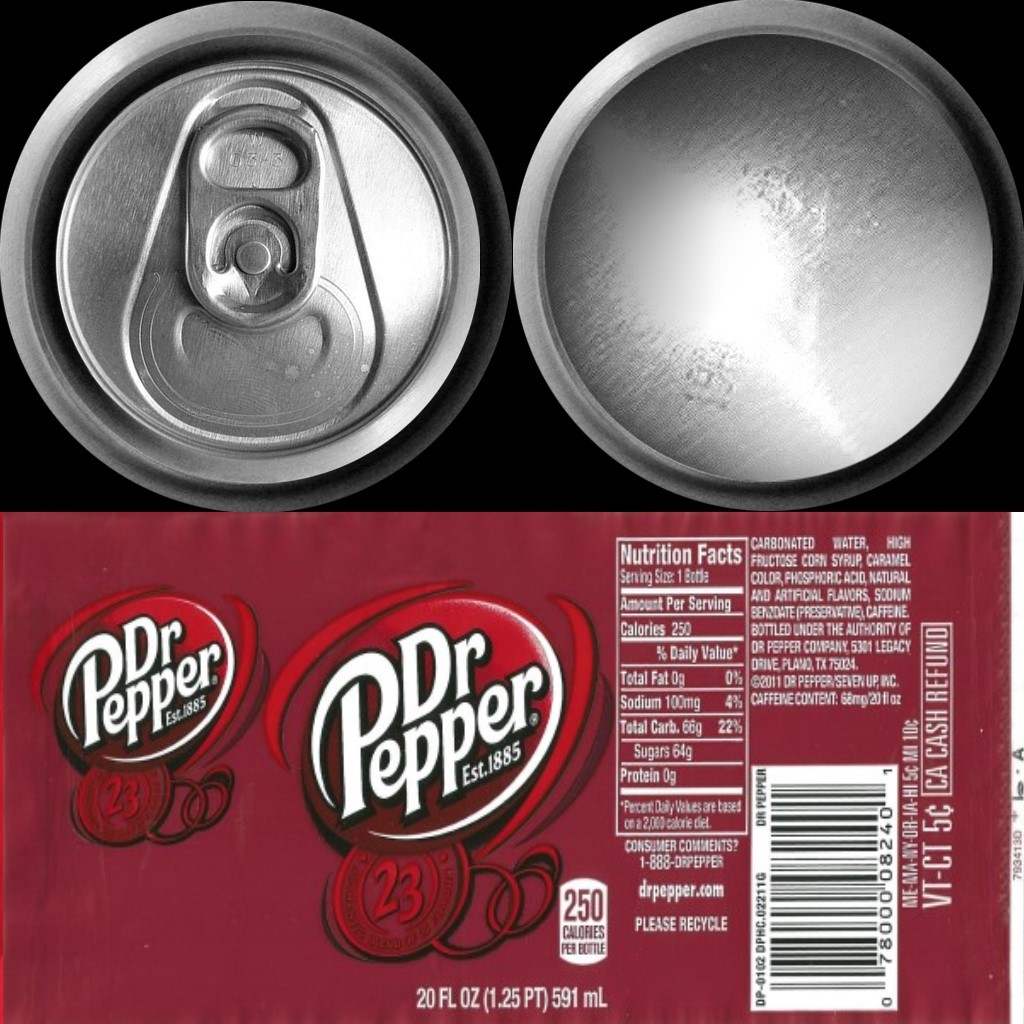 Dr
Pepper®
Est.1885
23
Dr
Pepper®
Est.1885
23
250
CALORIES
PER BOTTLE
20 FL OZ (1.25 PT) 591 mL
Nutrition Facts
Serving Size: 1 Bottle
Amount Per Serving
Calories 250
% Daily Value*
Total Fat 0g 0%
Sodium 100mg 4%
Total Carb. 66g 22%
Sugars 64g
Protein 0g
*Percent Daily Values are based
on a 2,000 calorie diet.
CONSUMER COMMENTS?
1-888-DRPEPPER
drpepper.com
PLEASE RECYCLE
CARBONATED WATER, HIGH
FRUCTOSE CORN SYRUP, CARAMEL
COLOR, PHOSPHORIC ACID, NATURAL
AND ARTIFICIAL FLAVORS, SODIUM
BENZOATE (PRESERVATIVE), CAFFEINE.
BOTTLED UNDER THE AUTHORITY OF
DR PEPPER COMPANY, 5301 LEGACY
DRIVE, PLANO, TX 75024.
©2011 DR PEPPER/SEVEN UP, INC.
CAFFEINE CONTENT: 68mg/20 fl oz
DP-0102 DPHC.02211G DR PEPPER
0 78000 08240 1
ME-MA-NY-OR-IA-HI 5¢ MI 10¢
VT-CT 5¢ CA CASH REFUND
7934130